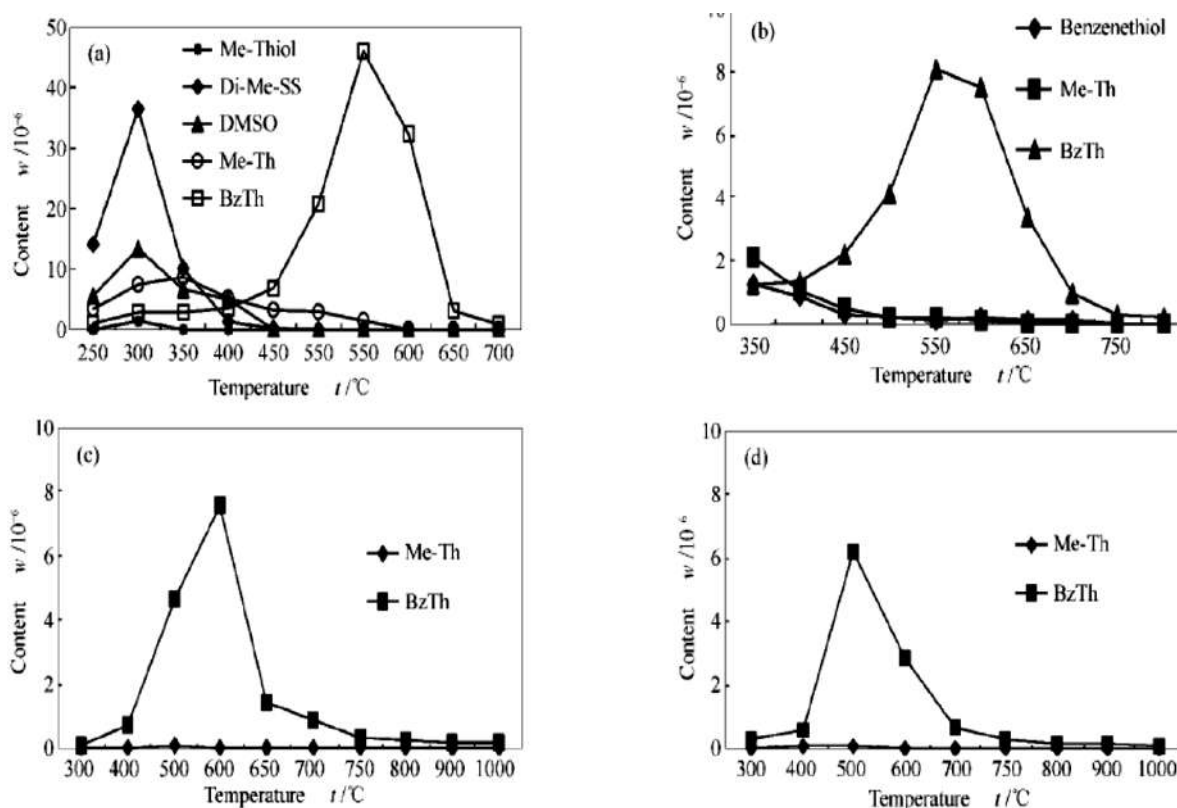 (a)
50
40
30
20
10
0
Content w /10⁻⁶
Me-Thiol
Di-Me-SS
DMSO
Me-Th
BzTh
250 300 350 400 450 550 550 600 650 700
Temperature t /℃
(b)
8
6
4
2
0
Content w /10⁻⁶
Benzenethiol
Me-Th
BzTh
350 450 550 650 750
Temperature t /℃
(c)
10
8
6
4
2
0
Content w /10⁻⁶
Me-Th
BzTh
300 400 500 600 650 700 750 800 900 1000
Temperature t /℃
(d)
10
8
6
4
2
0
Content w /10⁻⁶
Me-Th
BzTh
300 400 500 600 700 750 800 900 1000
Temperature t /℃